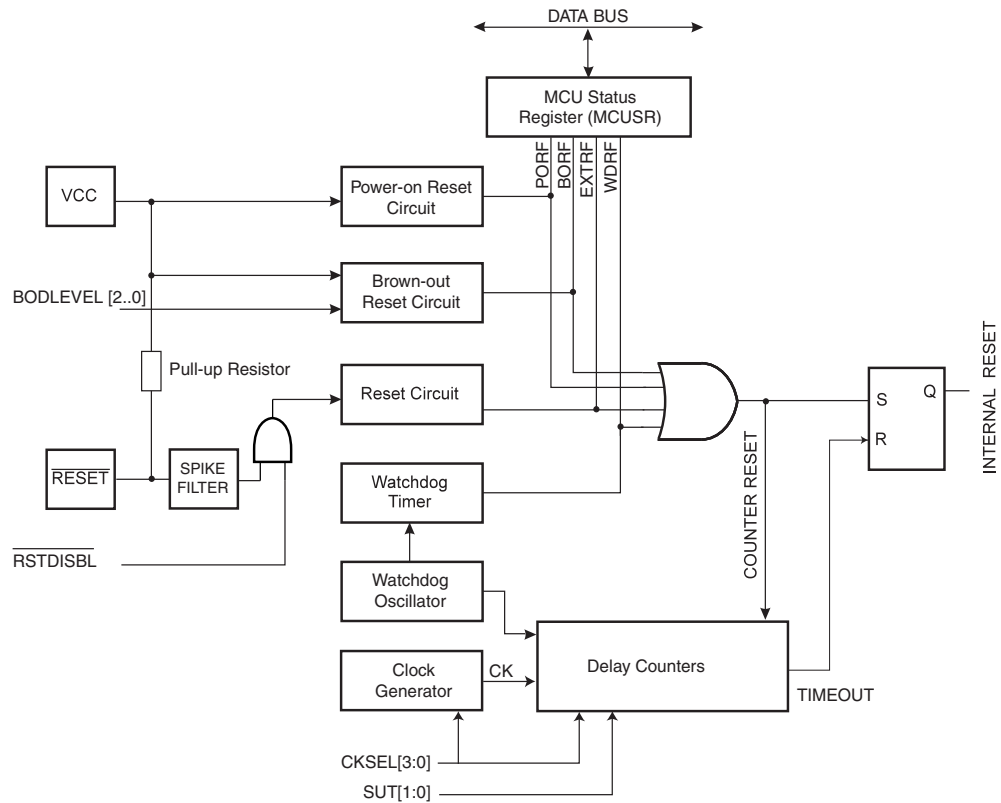 DATA BUS
MCU Status
Register (MCUSR)
PORF
BORF
EXTRF
WDRF
VCC
Power-on Reset
Circuit
BODLEVEL [2..0]
Brown-out
Reset Circuit
Pull-up Resistor
Reset Circuit
S
Q
R
INTERNAL RESET
RESET
SPIKE
FILTER
Watchdog
Timer
COUNTER RESET
RSTDISBL
Watchdog
Oscillator
Clock
Generator
CK
Delay Counters
TIMEOUT
CKSEL[3:0]
SUT[1:0]